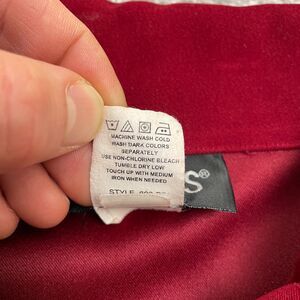 MACHINE WASH COLD
WASH DARK COLORS
SEPARATELY
USE NON-CHLORINE BLEACH
TUMBLE DRY LOW
TOUCH UP WITH MEDIUM
IRON WHEN NEEDED
STYLE
S®